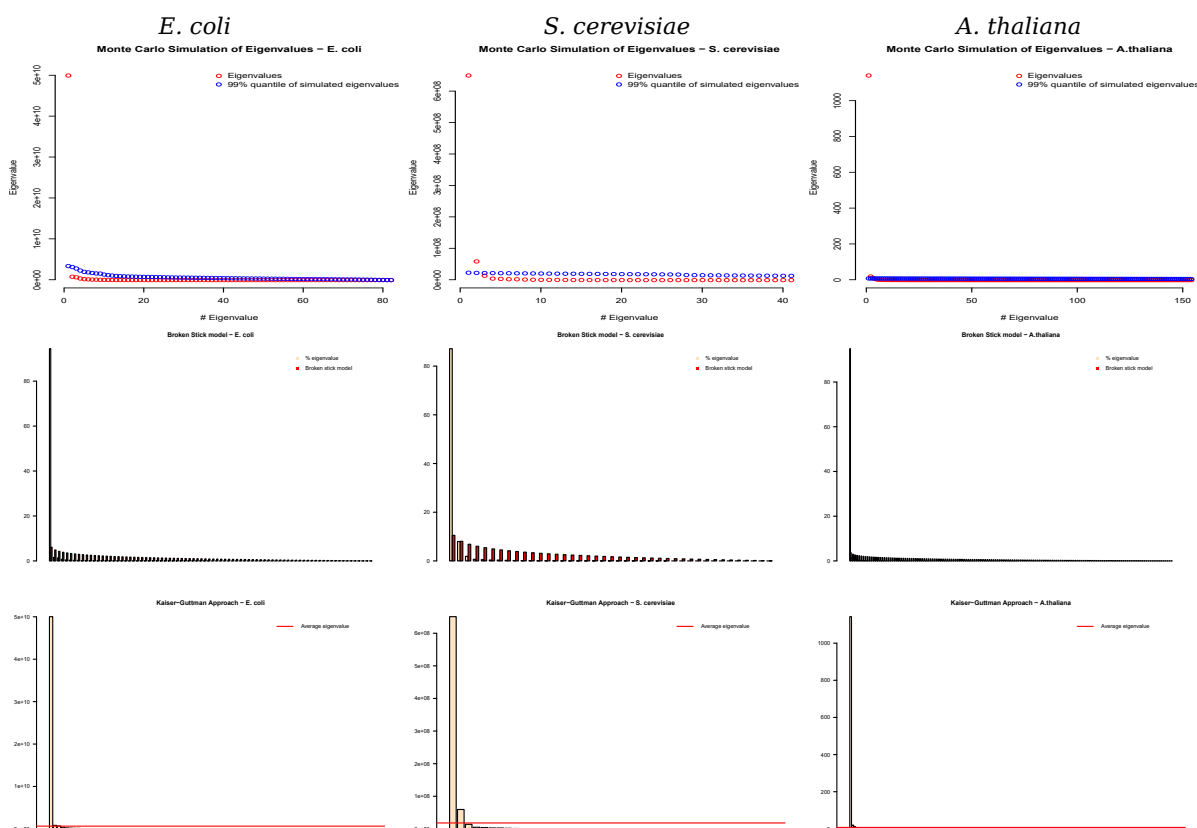 E. coli
S. cerevisiae
A. thaliana
Monte Carlo Simulation of Eigenvalues − E. coli
Eigenvalues
99% quantile of simulated eigenvalues
Eigenvalue
5e+10
4e+10
3e+10
2e+10
1e+10
0e+00
0 20 40 60 80
# Eigenvalue
Monte Carlo Simulation of Eigenvalues − S. cerevisiae
Eigenvalues
99% quantile of simulated eigenvalues
Eigenvalue
6e+08
5e+08
4e+08
3e+08
2e+08
1e+08
0e+00
0 10 20 30 40
# Eigenvalue
Monte Carlo Simulation of Eigenvalues − A.thaliana
Eigenvalues
99% quantile of simulated eigenvalues
Eigenvalue
1000
800
600
400
200
0
0 50 100 150
# Eigenvalue
Broken Stick model − E. coli
% eigenvalue
Broken stick model
80
60
40
20
0
Broken Stick model − S. cerevisiae
% eigenvalue
Broken stick model
80
60
40
20
0
Broken Stick model − A.thaliana
% eigenvalue
Broken stick model
80
60
40
20
0
Kaiser−Guttman Approach − E. coli
Average eigenvalue
5e+10
4e+10
3e+10
2e+10
1e+10
Kaiser−Guttman Approach − S. cerevisiae
Average eigenvalue
6e+08
5e+08
4e+08
3e+08
2e+08
1e+08
Kaiser−Guttman Approach − A.thaliana
Average eigenvalue
1000
800
600
400
200
0